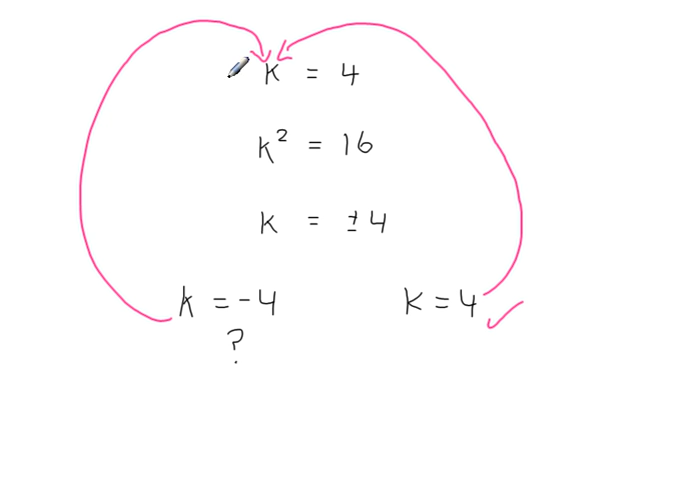 K = 4
K² = 16
K = ±4
K = -4 K = 4
?